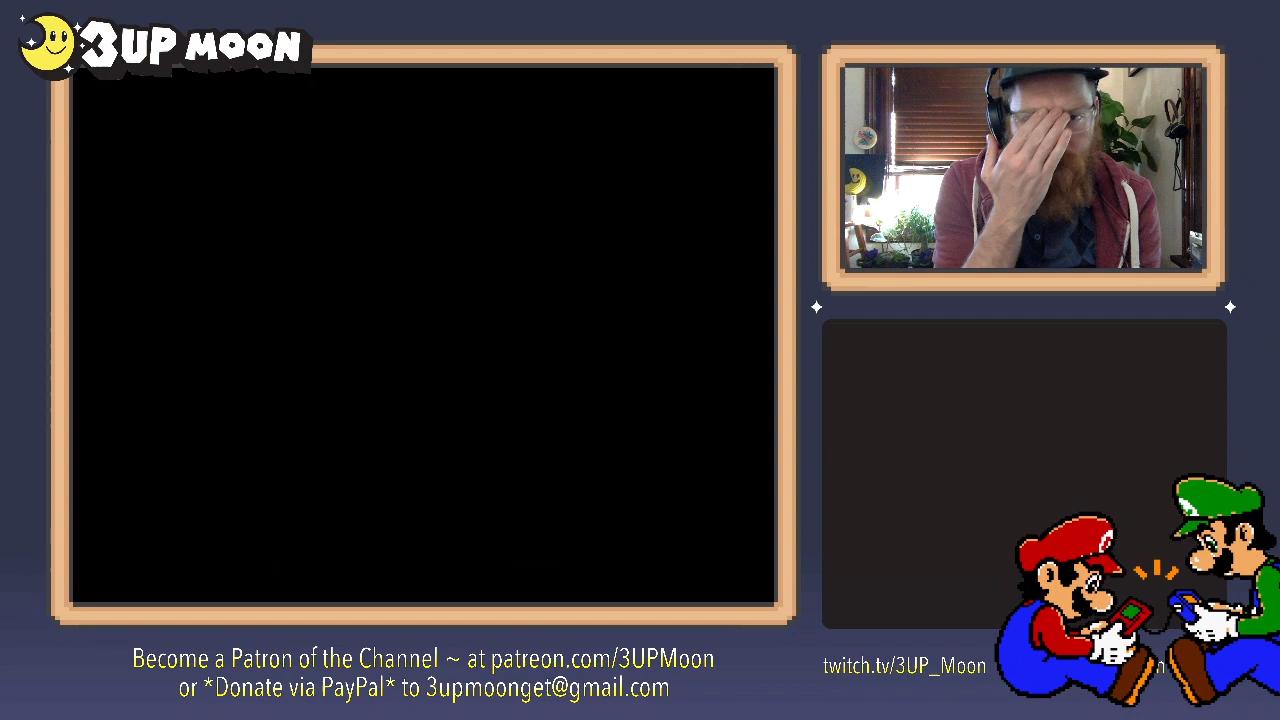 3UP MOON
Become a Patron of the Channel ~ at patreon.com/3UPMoon
or *Donate via PayPal* to 3upmoonget@gmail.com
twitch.tv/3UP_Moon